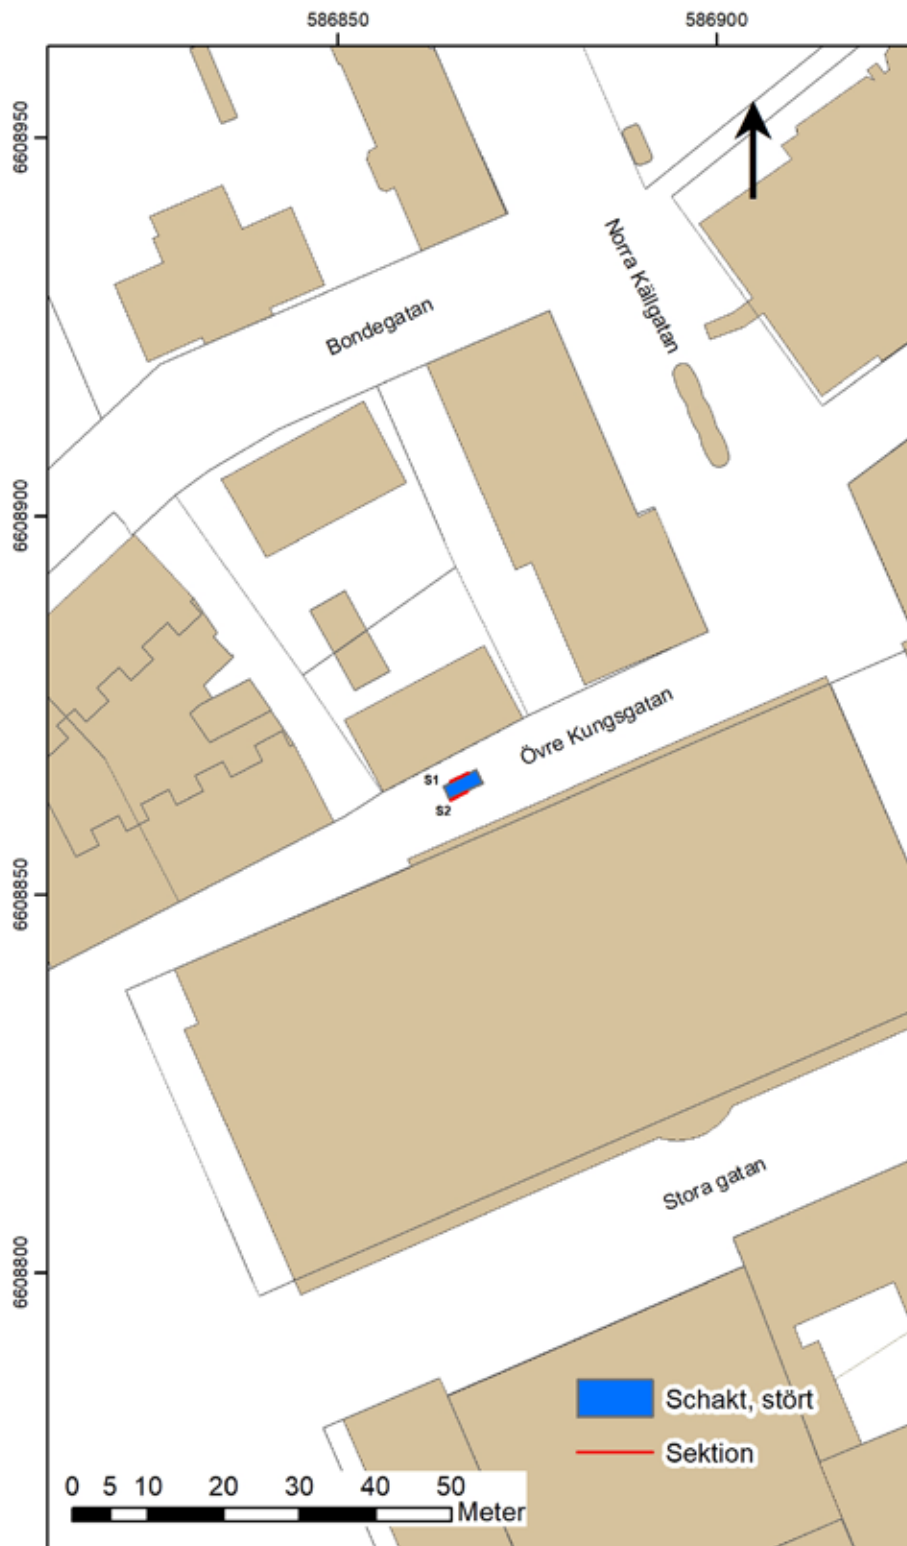 586850 586900
6608950
Norra Källgatan
Bondegatan
6608900
Övre Kungsgatan
S1
S2
6608850
Stora gatan
6608800
Schakt, stört
Sektion
0 5 10 20 30 40 50
Meter